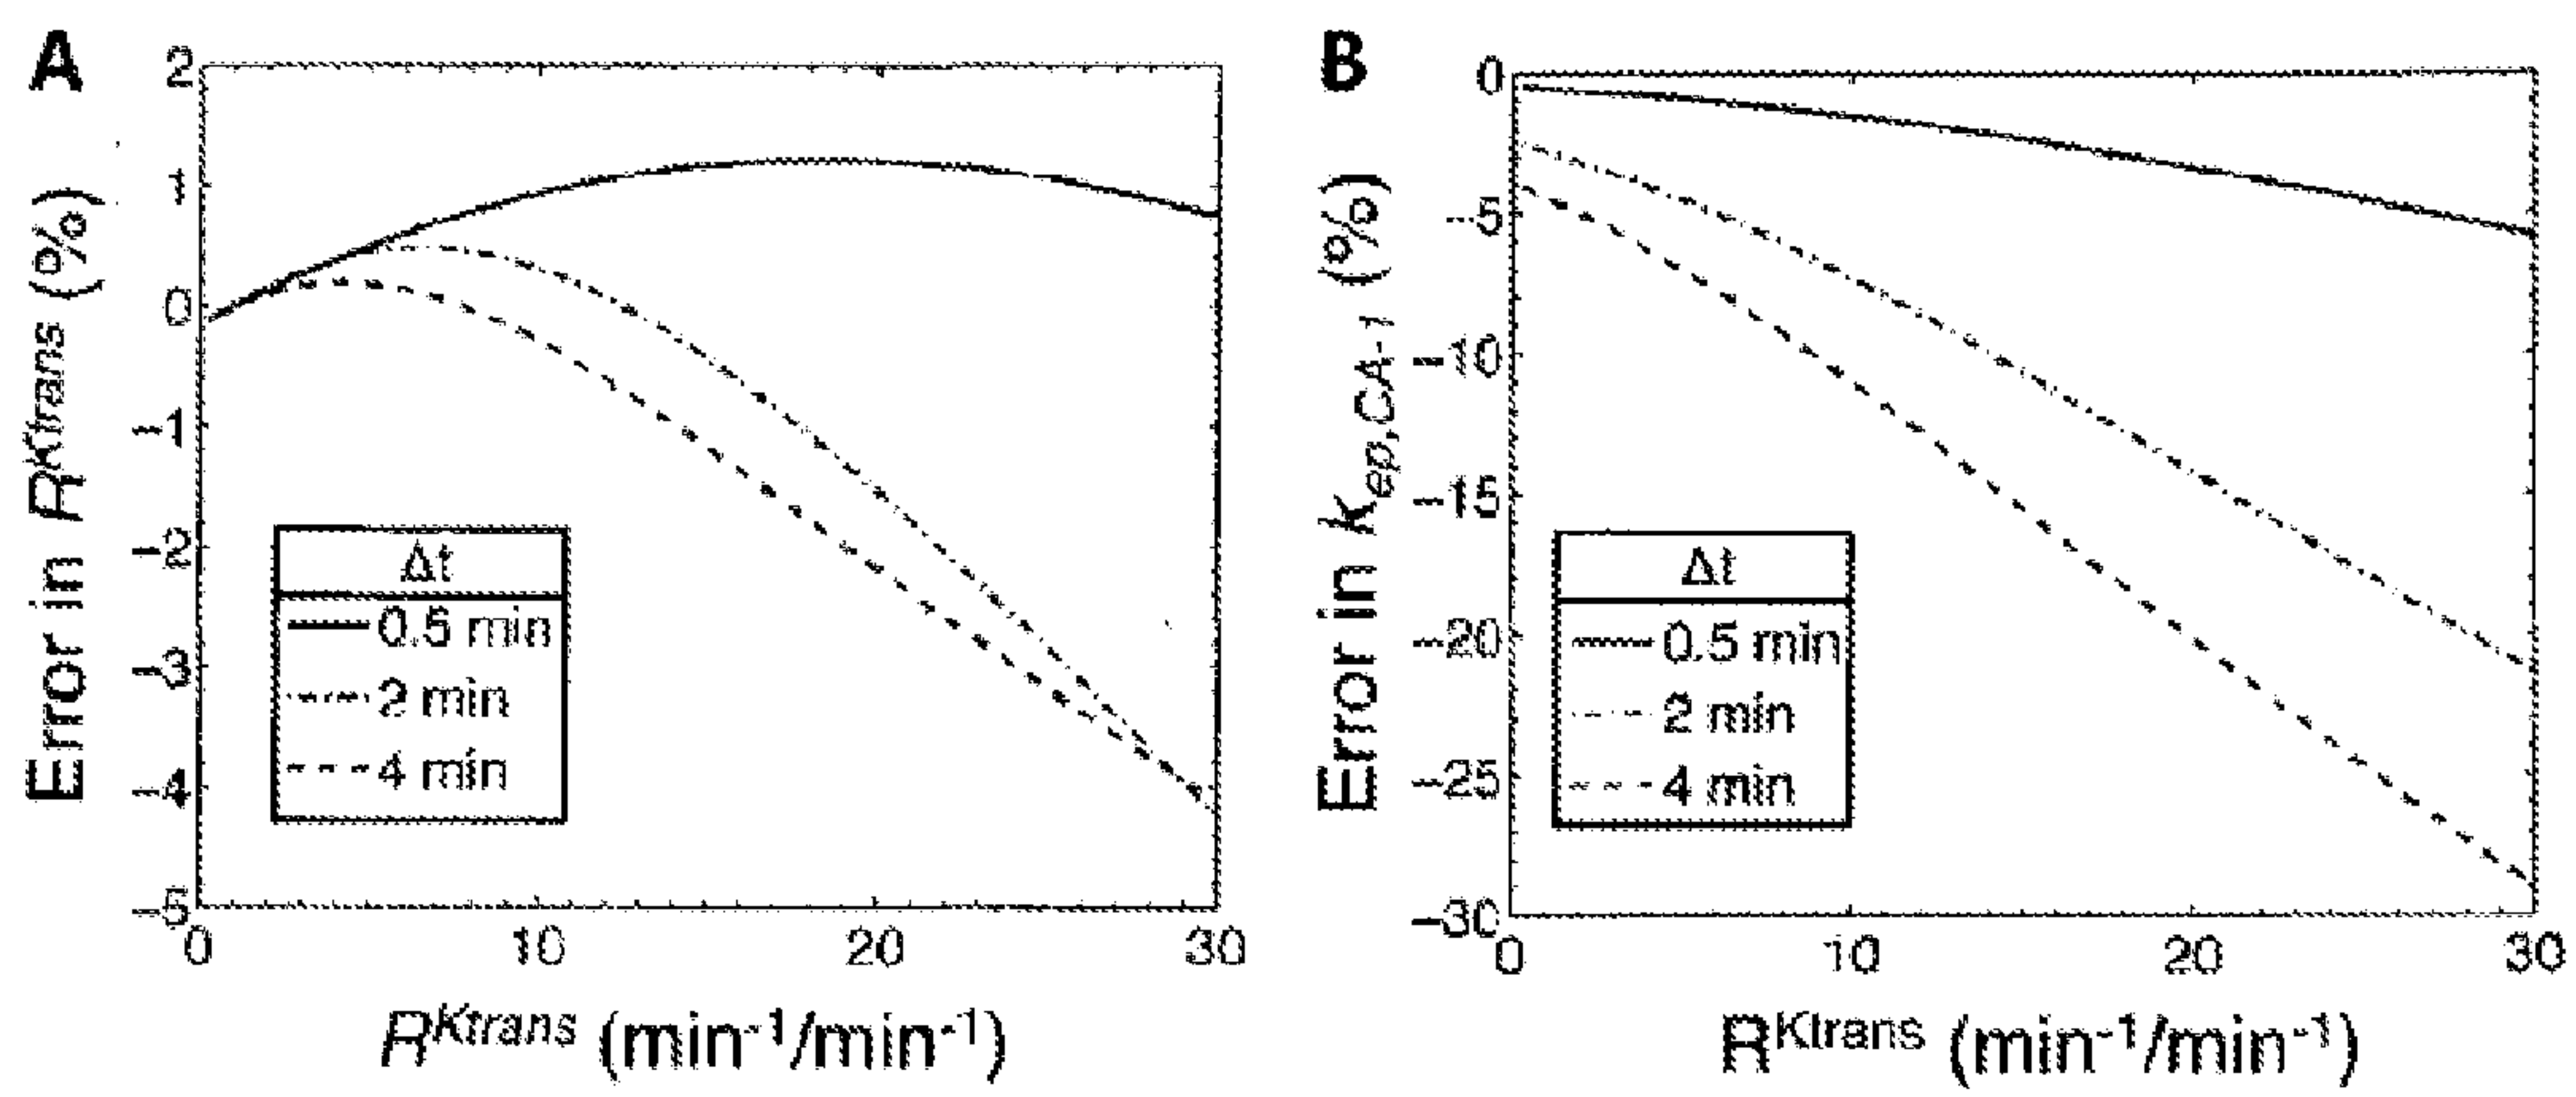 A
Error in R^Ktrans (%)
2
1
0
-1
-2
-3
-4
-5
Δt
0.5 min
2 min
4 min
0 10 20 30
R^Ktrans (min^-1/min^-1)
B
Error in k_ep,CA-1 (%)
0
-5
-10
-15
-20
-25
-30
Δt
0.5 min
2 min
4 min
0 10 20 30
R^Ktrans (min^-1/min^-1)